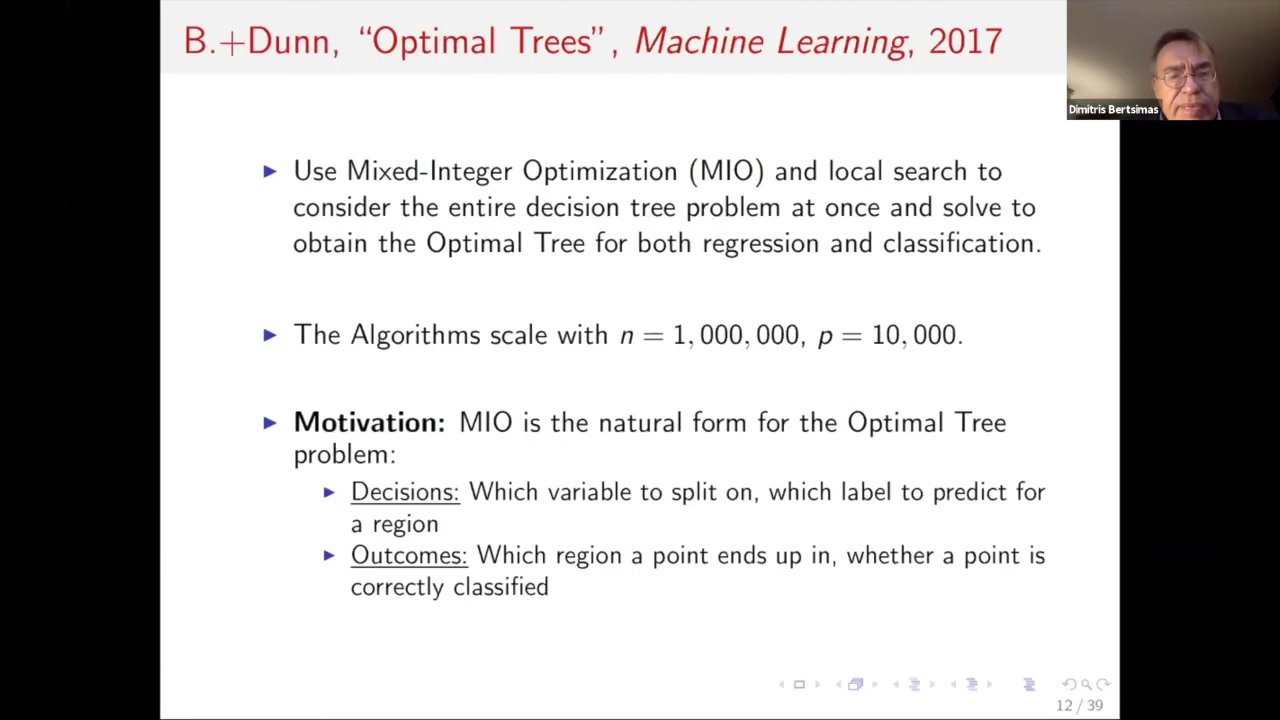 B.+Dunn, “Optimal Trees”, Machine Learning, 2017
Dimitris Bertsimas
Use Mixed-Integer Optimization (MIO) and local search to
consider the entire decision tree problem at once and solve to
obtain the Optimal Tree for both regression and classification.
The Algorithms scale with n = 1,000,000, p = 10,000.
Motivation: MIO is the natural form for the Optimal Tree
problem:
Decisions: Which variable to split on, which label to predict for
a region
Outcomes: Which region a point ends up in, whether a point is
correctly classified
12 / 39